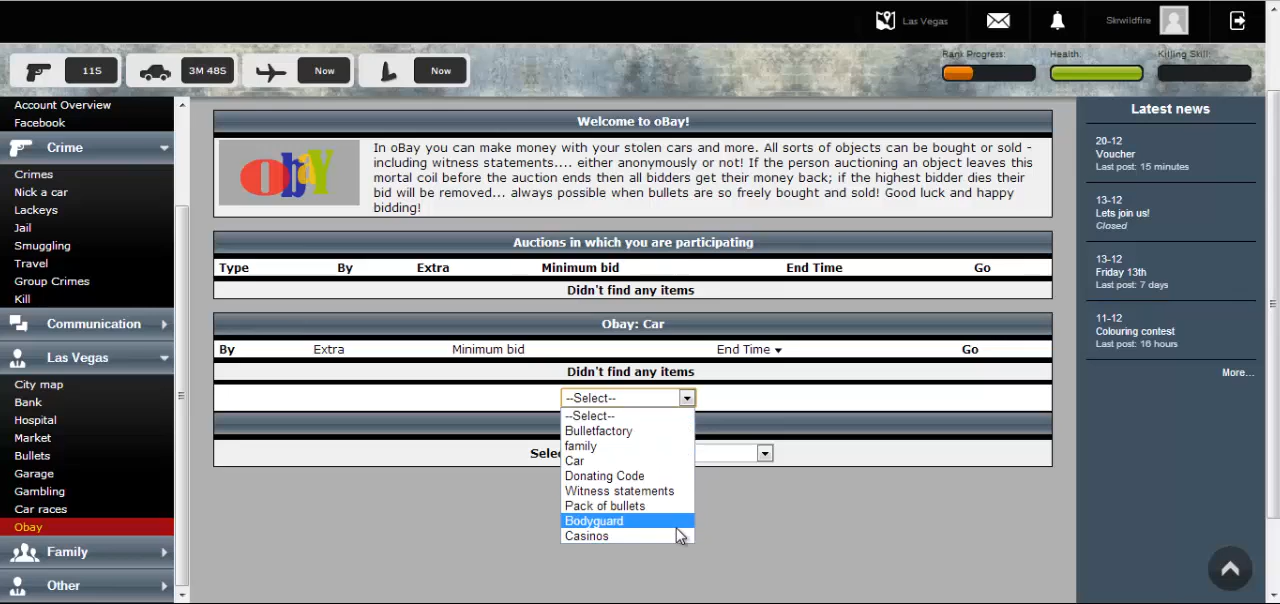 Las Vegas
Skrwildfire
11S
3M 48S
Now
Now
Rank Progress:
Health:
Killing Skill:
Account Overview
Facebook
Crime
Crimes
Nick a car
Lackeys
Jail
Smuggling
Travel
Group Crimes
Kill
Communication
Las Vegas
City map
Bank
Hospital
Market
Bullets
Garage
Gambling
Car races
Obay
Family
Other
Welcome to oBay!
obay
In obay you can make money with your stolen cars and more. All sorts of objects can be bought or sold -
including witness statements.... either anonymously or not! If the person auctioning an object leaves this
mortal coil before the auction ends then all bidders get their money back; if the highest bidder dies their
bid will be removed... always possible when bullets are so freely bought and sold! Good luck and happy
bidding!
Auctions in which you are participating
Type By Extra Minimum bid End Time Go
Didn't find any items
Obay: Car
By Extra Minimum bid End Time Go
Didn't find any items
--Select--
--Select--
Bulletfactory
family
Car
Donating Code
Witness statements
Pack of bullets
Bodyguard
Casinos
Latest news
20-12
Voucher
Last post: 15 minutes
13-12
Lets join us!
Closed
13-12
Friday 13th
Last post: 7 days
11-12
Colouring contest
Last post: 16 hours
More...